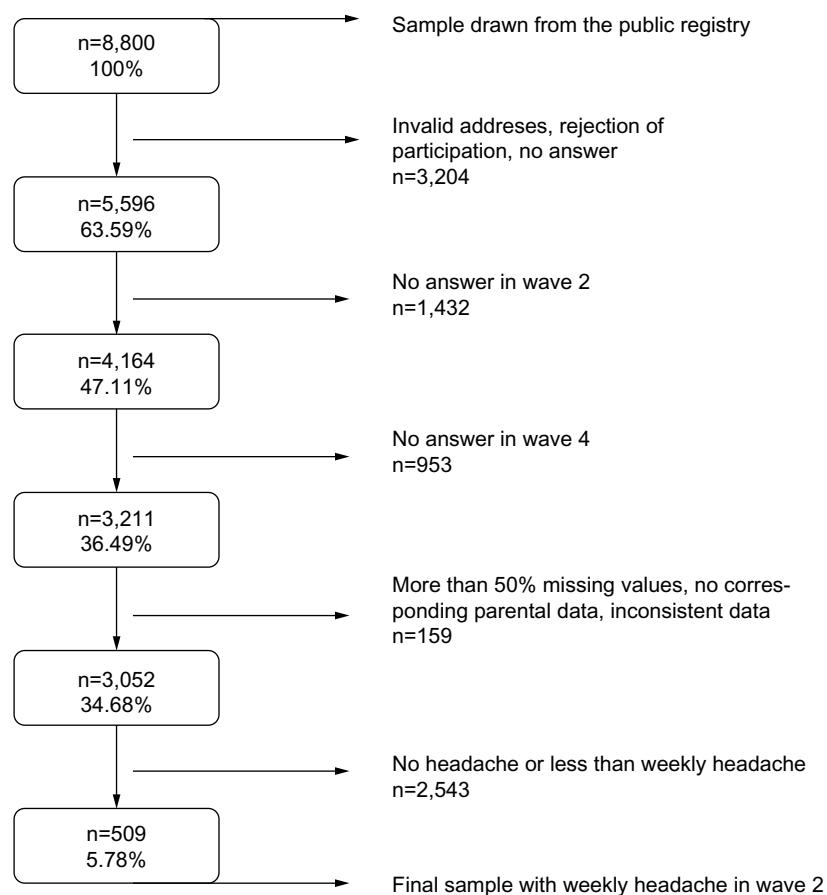 n=8,800
100%
Sample drawn from the public registry
Invalid addreses, rejection of
participation, no answer
n=3,204
n=5,596
63.59%
No answer in wave 2
n=1,432
n=4,164
47.11%
No answer in wave 4
n=953
n=3,211
36.49%
More than 50% missing values, no corres-
ponding parental data, inconsistent data
n=159
n=3,052
34.68%
No headache or less than weekly headache
n=2,543
n=509
5.78%
Final sample with weekly headache in wave 2